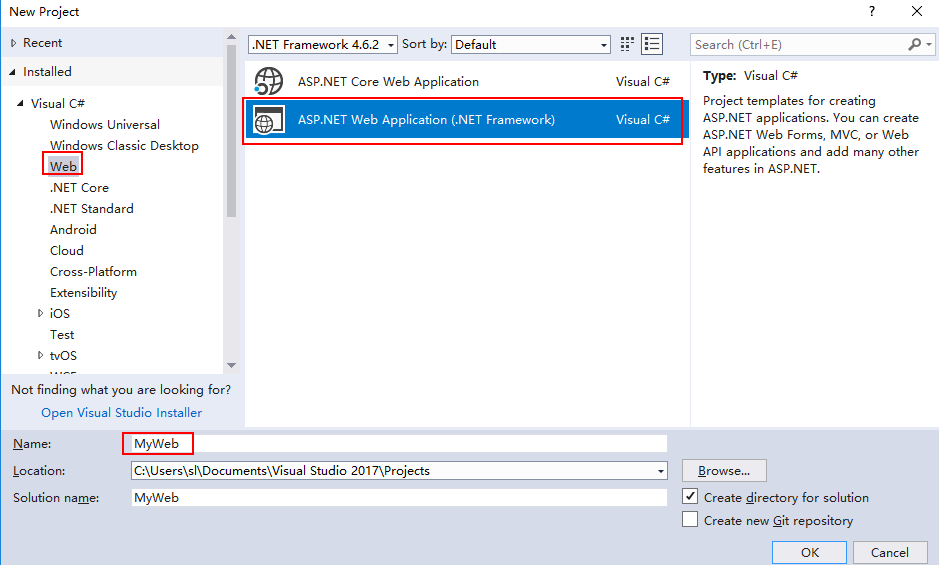 New Project
?
Recent
Installed
Visual C#
Windows Universal
Windows Classic Desktop
Web
.NET Core
.NET Standard
Android
Cloud
Cross-Platform
Extensibility
iOS
Test
tvOS
Not finding what you are looking for?
Open Visual Studio Installer
.NET Framework 4.6.2 Sort by: Default
ASP.NET Core Web Application Visual C#
ASP.NET Web Application (.NET Framework) Visual C#
Search (Ctrl+E)
Type: Visual C#
Project templates for creating
ASP.NET applications. You can create
ASP.NET Web Forms, MVC, or Web
API applications and add many other
features in ASP.NET.
Name: MyWeb
Location: C:\Users\sl\Documents\Visual Studio 2017\Projects
Browse...
Solution name: MyWeb
Create directory for solution
Create new Git repository
OK Cancel